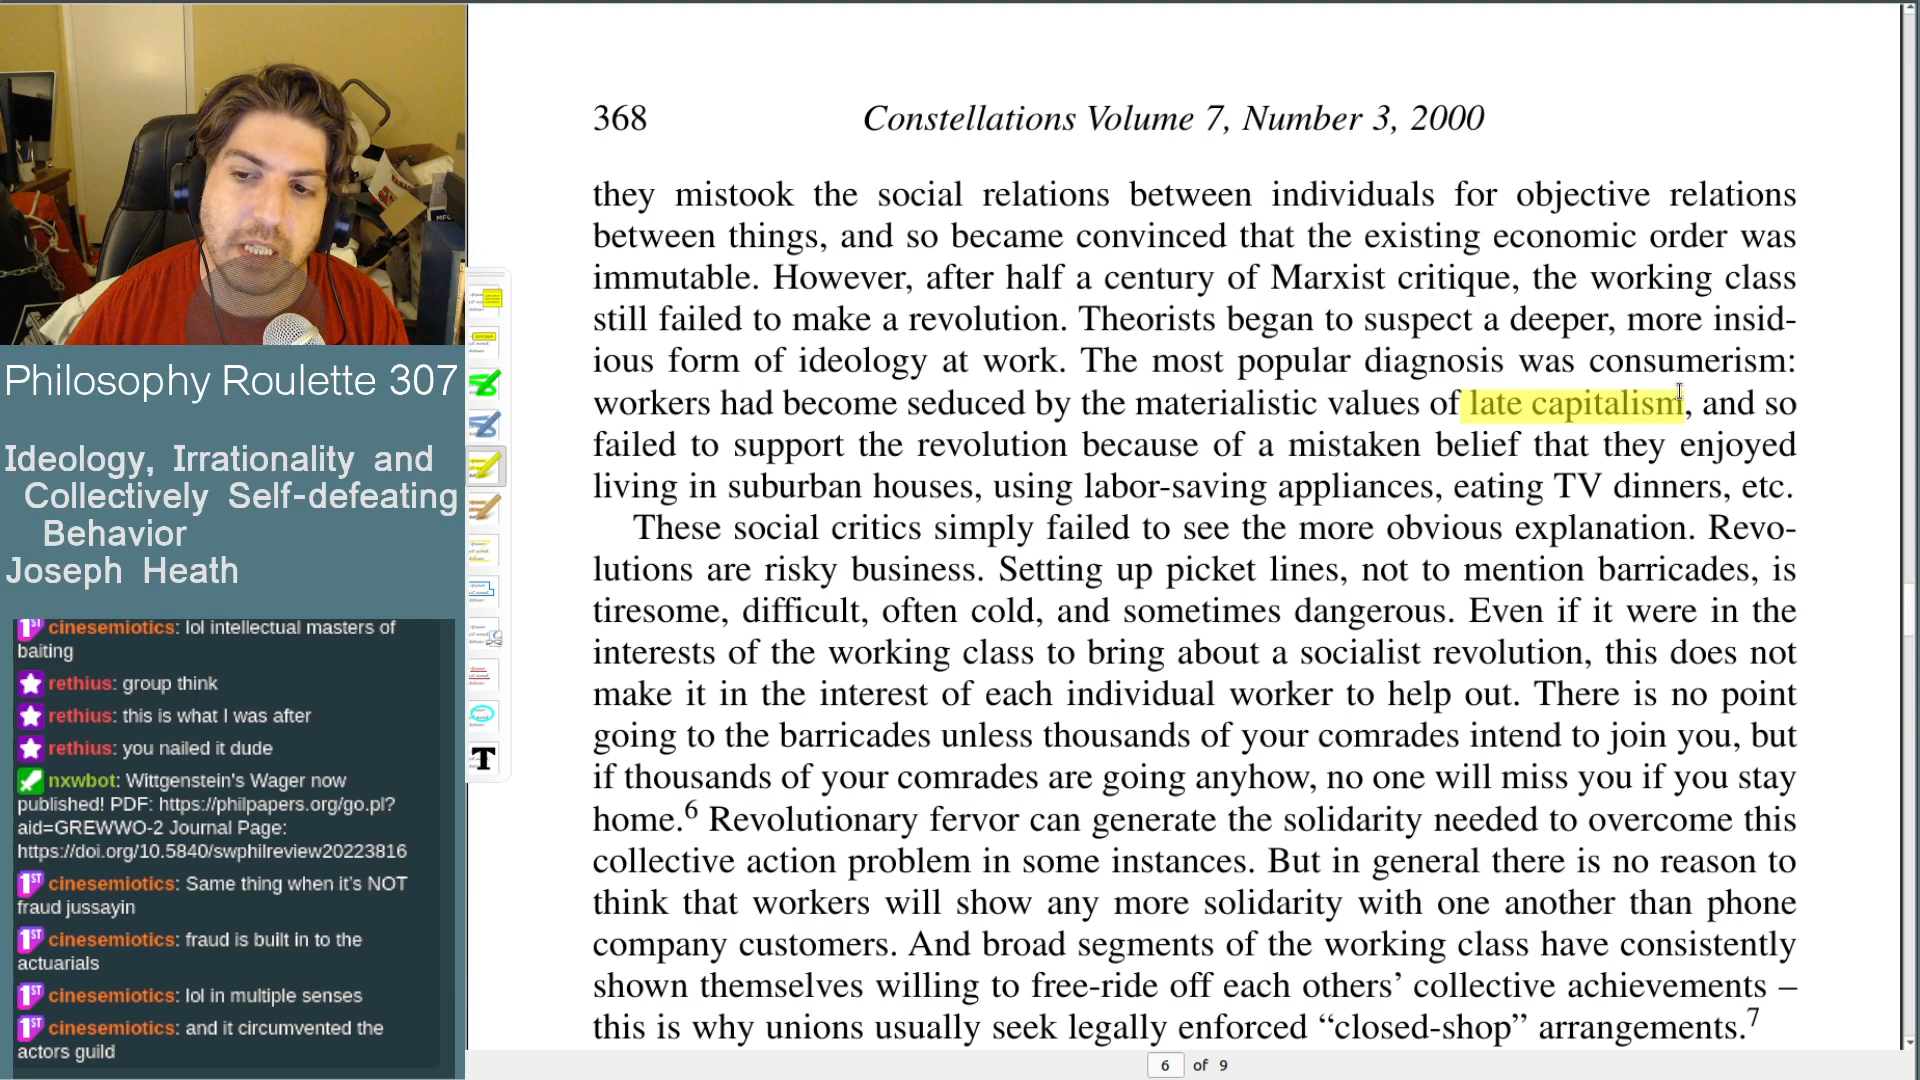 Philosophy Roulette 307
Ideology, Irrationality and
Collectively Self-defeating
Behavior
Joseph Heath
cinesemiotics: lol intellectual masters of
baiting
rethius: group think
rethius: this is what I was after
rethius: you nailed it dude
nxwbot: Wittgenstein's Wager now
published! PDF: https://philpapers.org/go.pl?
aid=GREWWO-2 Journal Page:
https://doi.org/10.5840/swphilreview20223816
cinesemiotics: Same thing when it's NOT
fraud jussayin
cinesemiotics: fraud is built in to the
actuarials
cinesemiotics: lol in multiple senses
cinesemiotics: and it circumvented the
actors guild
368 Constellations Volume 7, Number 3, 2000
they mistook the social relations between individuals for objective relations
between things, and so became convinced that the existing economic order was
immutable. However, after half a century of Marxist critique, the working class
still failed to make a revolution. Theorists began to suspect a deeper, more insid-
ious form of ideology at work. The most popular diagnosis was consumerism:
workers had become seduced by the materialistic values of late capitalism, and so
failed to support the revolution because of a mistaken belief that they enjoyed
living in suburban houses, using labor-saving appliances, eating TV dinners, etc.
These social critics simply failed to see the more obvious explanation. Revo-
lutions are risky business. Setting up picket lines, not to mention barricades, is
tiresome, difficult, often cold, and sometimes dangerous. Even if it were in the
interests of the working class to bring about a socialist revolution, this does not
make it in the interest of each individual worker to help out. There is no point
going to the barricades unless thousands of your comrades intend to join you, but
if thousands of your comrades are going anyhow, no one will miss you if you stay
home.6 Revolutionary fervor can generate the solidarity needed to overcome this
collective action problem in some instances. But in general there is no reason to
think that workers will show any more solidarity with one another than phone
company customers. And broad segments of the working class have consistently
shown themselves willing to free-ride off each others' collective achievements –
this is why unions usually seek legally enforced "closed-shop" arrangements.7
6 of 9